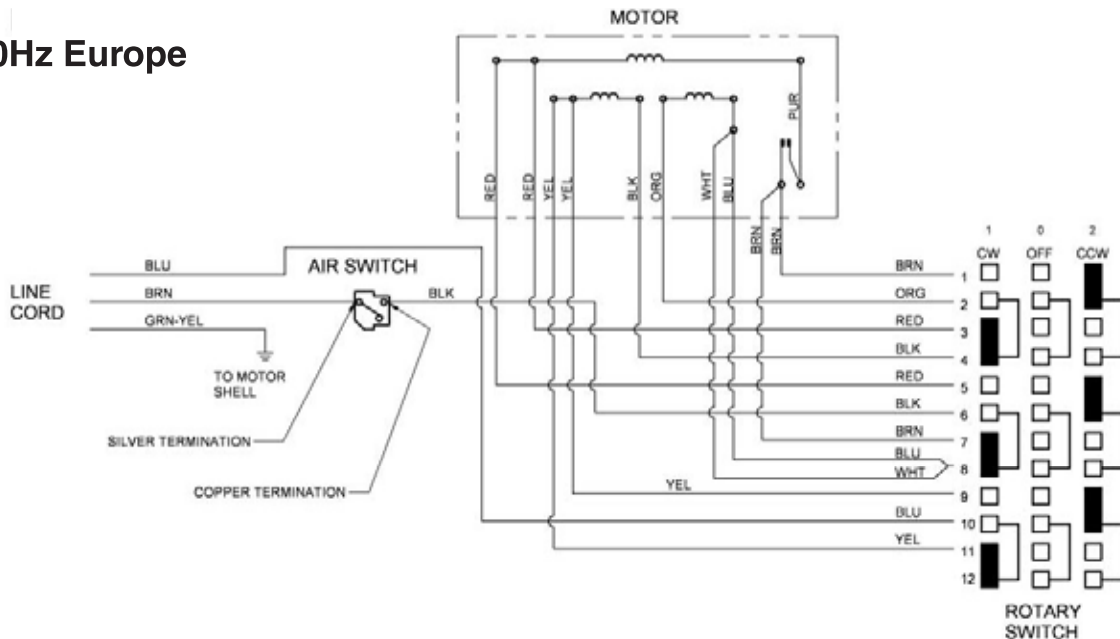 0Hz Europe
MOTOR
PUR
RED
RED
YEL
YEL
BLK
ORG
WHT
BLU
BRN
BRN
LINE
CORD
BLU
BRN
GRN-YEL
TO MOTOR
SHELL
AIR SWITCH
BLK
SILVER TERMINATION
COPPER TERMINATION
YEL
1 0 2
CW OFF CCW
BRN 1
ORG 2
RED 3
BLK 4
RED 5
BLK 6
BRN 7
BLU
WHT 8
9
BLU 10
YEL 11
12
ROTARY
SWITCH